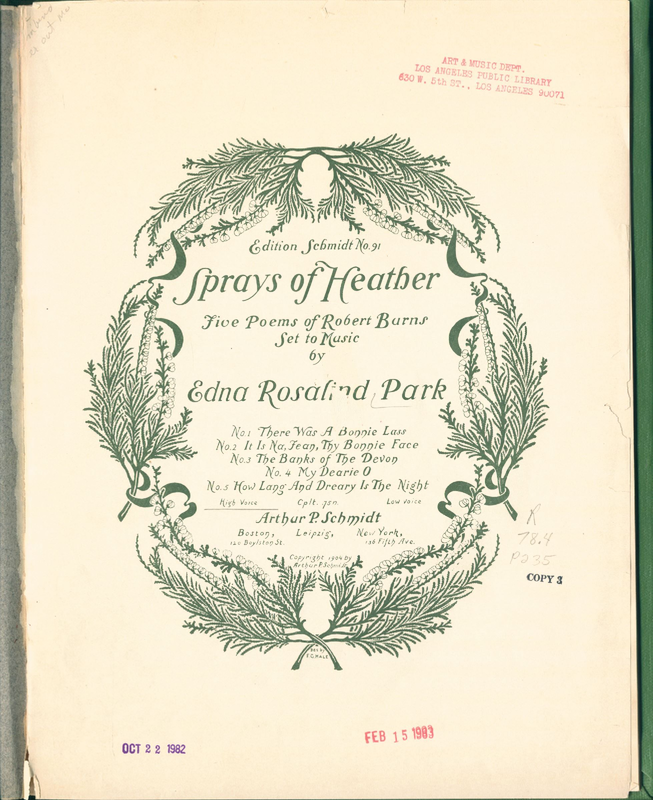 ART & MUSIC DEPT.
LOS ANGELES PUBLIC LIBRARY
630 W. 5th ST., LOS ANGELES 90071
Edition Schmidt No. 91
Sprays of Heather
Five Poems of Robert Burns
Set to Music
by
Edna Rosalind Park
No. 1 There Was A Bonnie Lass
No. 2 It Is Na, Jean, Thy Bonnie Face
No. 3 The Banks of The Devon
No. 4 My Dearie O
No. 5 How Lang And Dreary Is The Night
High Voice Cplt. .75n. Low Voice
Arthur P. Schmidt
Boston, Leipzig, New York,
120 Boylston St. 136 Fifth Ave.
Copyright 1904 by
Arthur P. Schmidt
R
78.4
P235
COPY 3
Des by
F. G. HALE
OCT 22 1982
FEB 15 1983